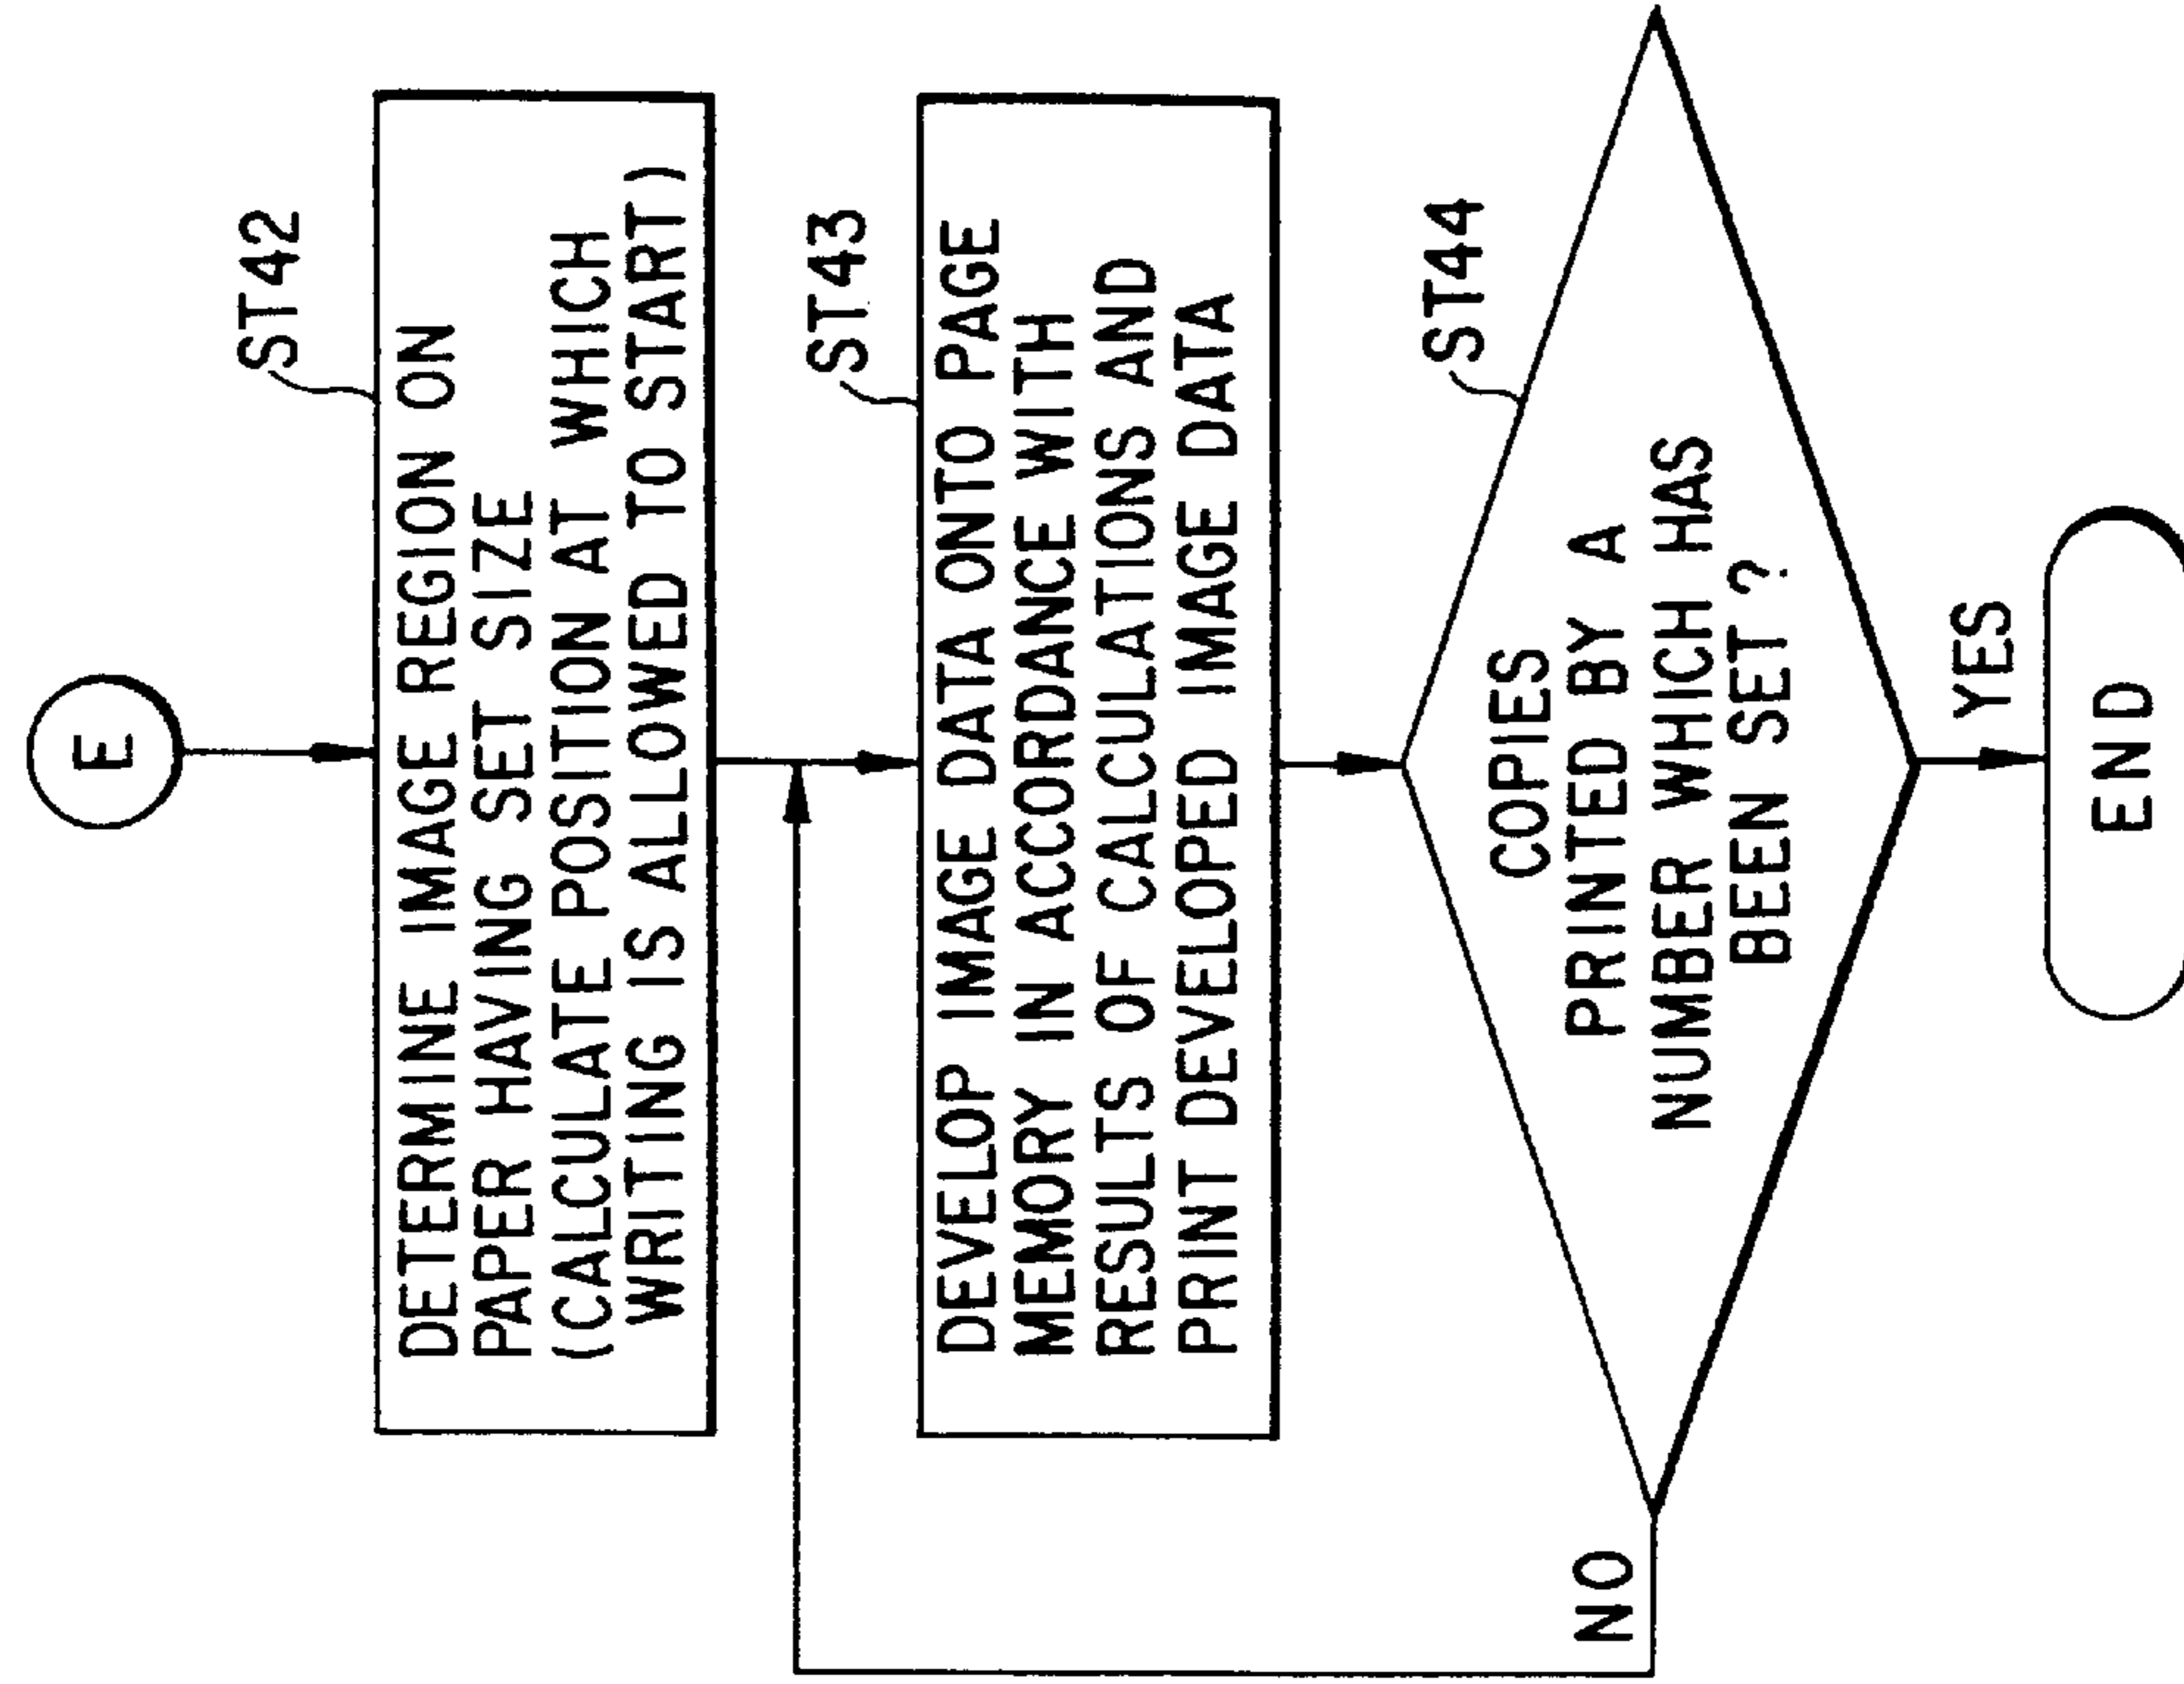 E
ST42
DETERMINE IMAGE REGION ON
PAPER HAVING SET SIZE
(CALCULATE POSITION AT WHICH
WRITING IS ALLOWED TO START)
ST43
DEVELOP IMAGE DATA ONTO PAGE
MEMORY IN ACCORDANCE WITH
RESULTS OF CALCULATIONS AND
PRINT DEVELOPED IMAGE DATA
ST44
COPIES
PRINTED BY A
NUMBER WHICH HAS
BEEN SET ?
NO
YES
END